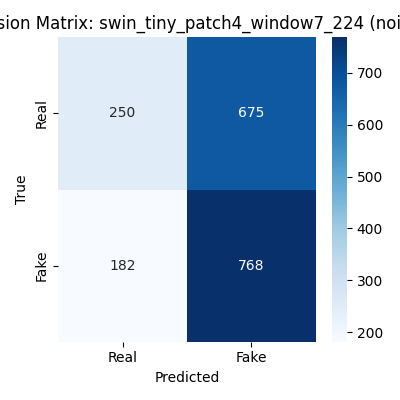 sion Matrix: swin_tiny_patch4_window7_224 (noi
Real
250
675
Fake
182
768
True
Real
Fake
Predicted
700
600
500
400
300
200